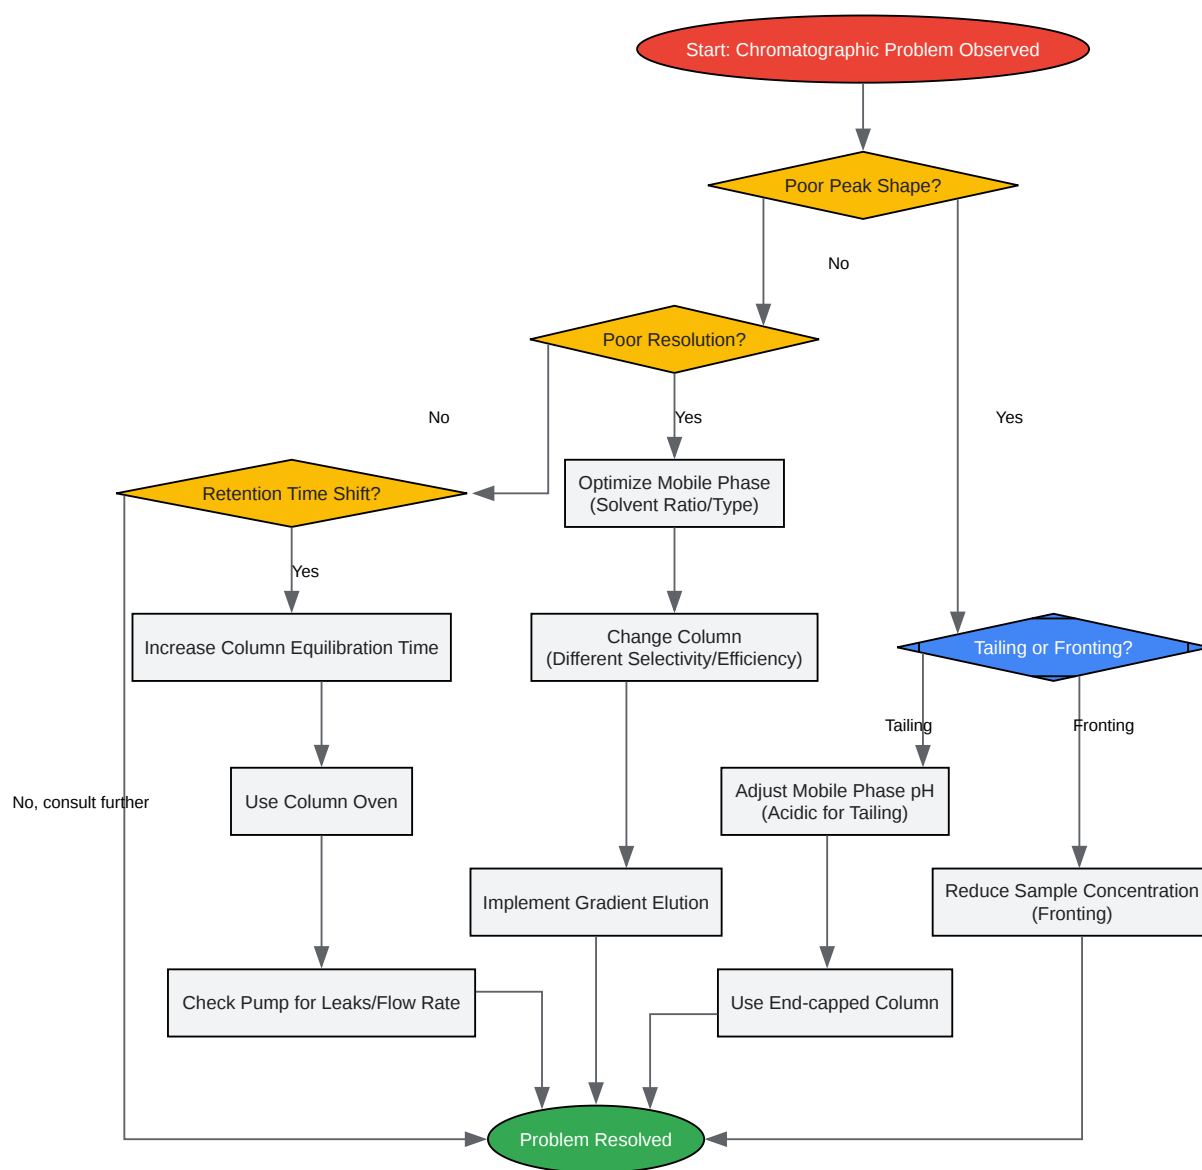 Start: Chromatographic Problem Observed
Poor Peak Shape?
No
Poor Resolution?
No
Yes
Yes
Optimize Mobile Phase
(Solvent Ratio/Type)
Retention Time Shift?
Yes
Increase Column Equilibration Time
Change Column
(Different Selectivity/Efficiency)
Tailing or Fronting?
Tailing
Fronting
No, consult further
Use Column Oven
Adjust Mobile Phase pH
(Acidic for Tailing)
Implement Gradient Elution
Reduce Sample Concentration
(Fronting)
Check Pump for Leaks/Flow Rate
Use End-capped Column
Problem Resolved